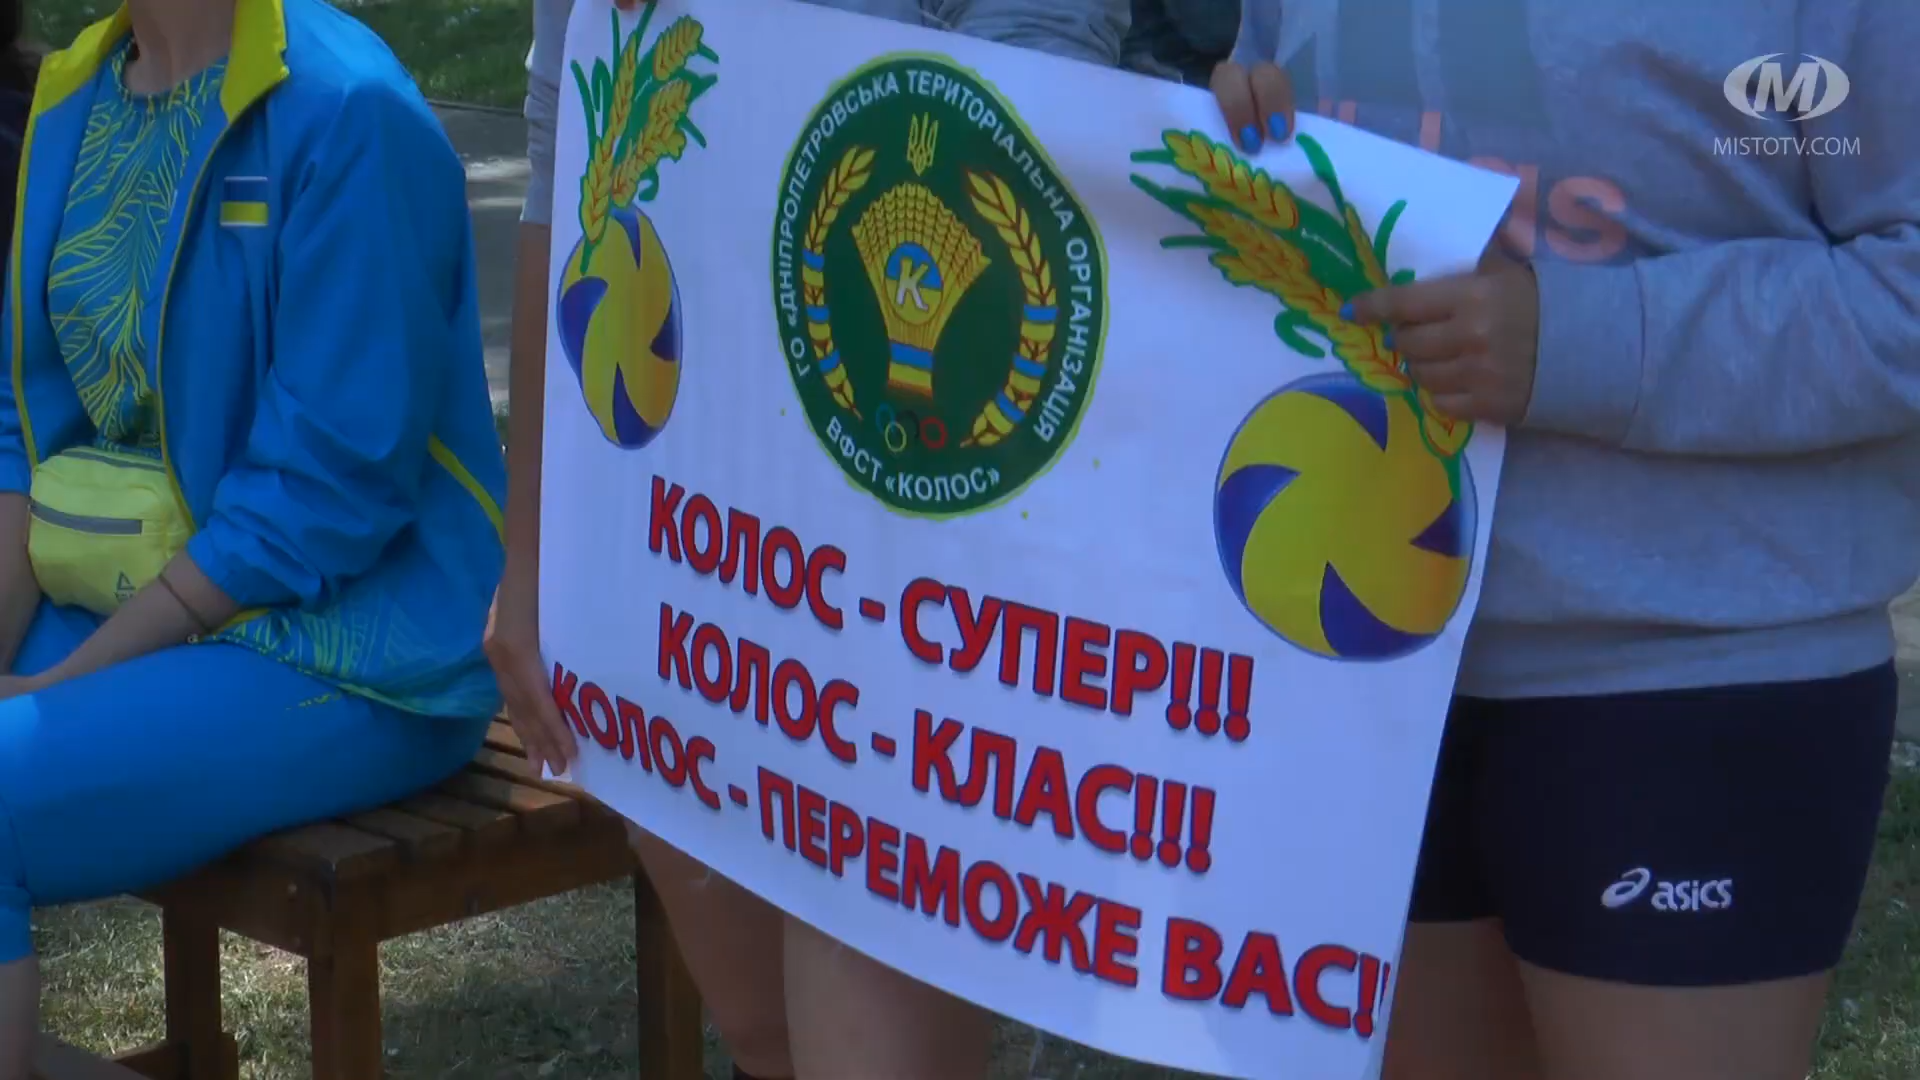 MISTOTV.COM
ГО «ДНІПРОПЕТРОВСЬКА ТЕРИТОРІАЛЬНА ОРГАНІЗАЦІЯ
ВФСТ «КОЛОС»
К
КОЛОС - СУПЕР!!!
КОЛОС - КЛАС!!!
КОЛОС - ПЕРЕМОЖЕ ВАС!!
asics